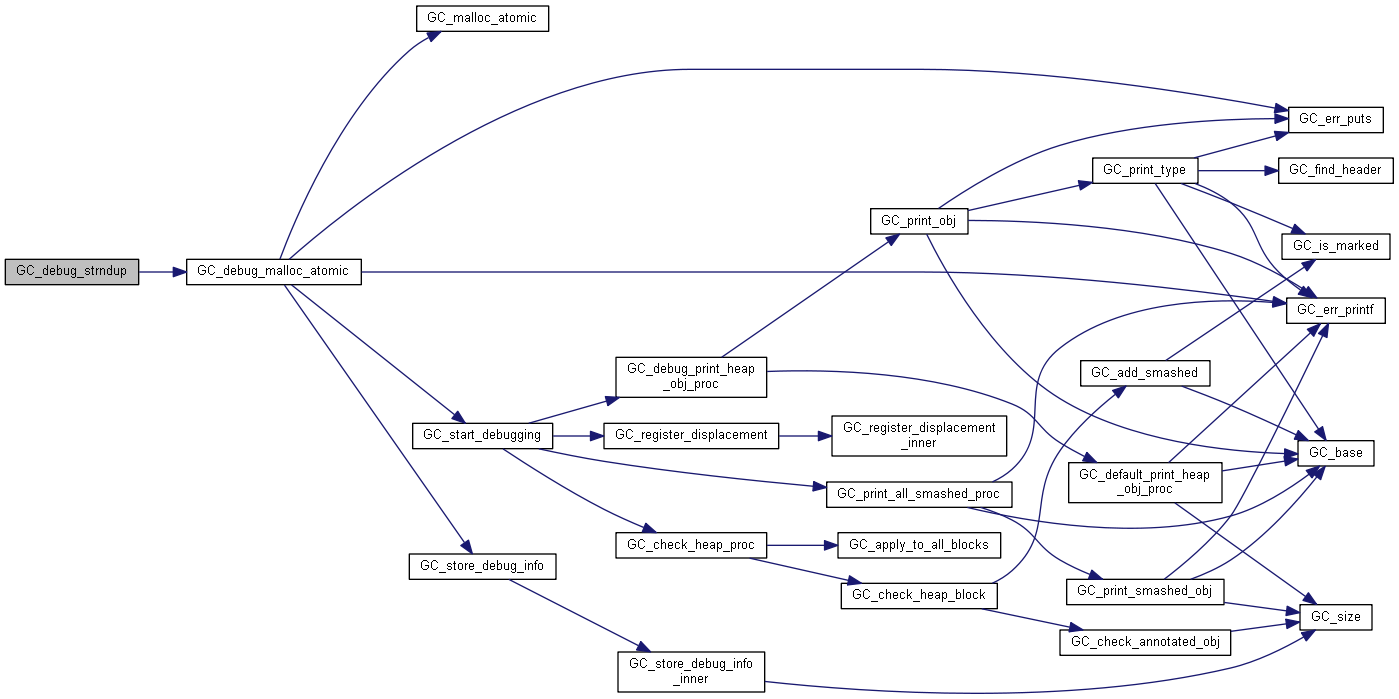 GC_malloc_atomic
GC_err_puts
GC_print_type
GC_find_header
GC_print_obj
GC_is_marked
GC_debug_strndup
GC_debug_malloc_atomic
GC_err_printf
GC_debug_print_heap
_obj_proc
GC_add_smashed
GC_start_debugging
GC_register_displacement
GC_register_displacement
_inner
GC_base
GC_default_print_heap
_obj_proc
GC_print_all_smashed_proc
GC_check_heap_proc
GC_apply_to_all_blocks
GC_store_debug_info
GC_check_heap_block
GC_print_smashed_obj
GC_size
GC_check_annotated_obj
GC_store_debug_info
_inner